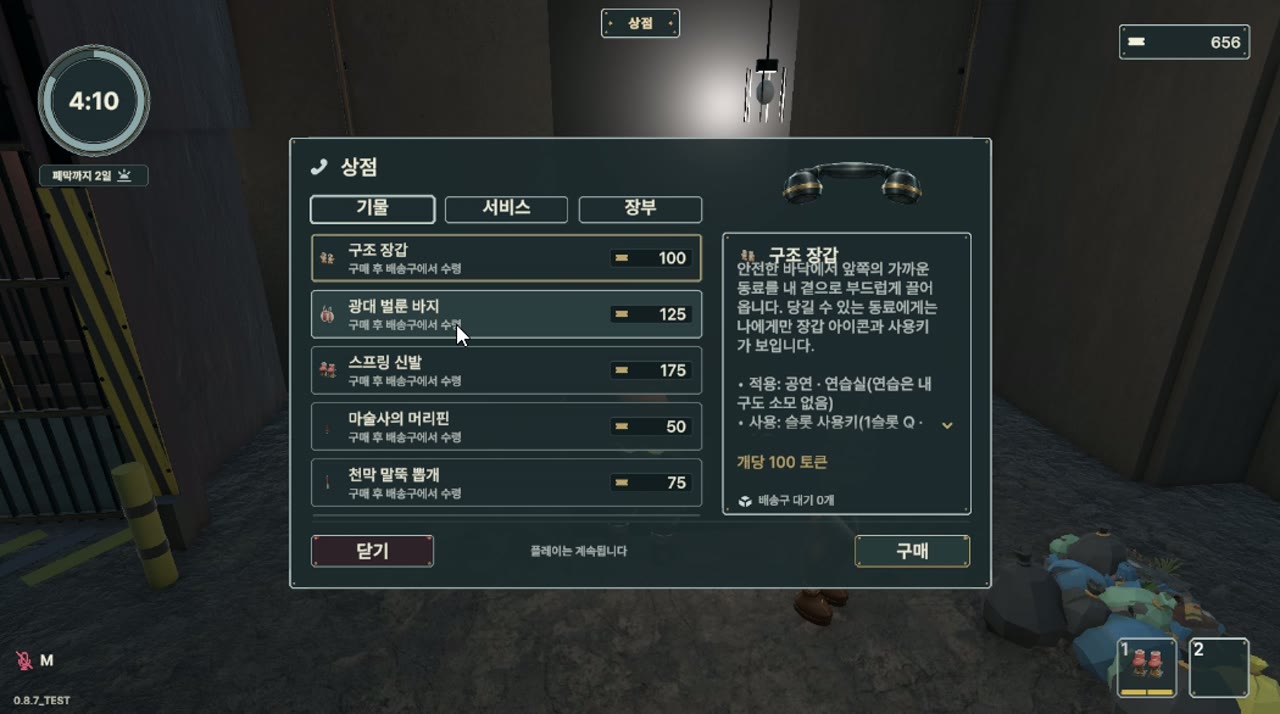 상점
656
4:10
폐막까지 2일
상점
기물
서비스
장부
구조 장갑
구매 후 배송구에서 수령
100
광대 벌룬 바지
구매 후 배송구에서 수령
125
스프링 신발
구매 후 배송구에서 수령
175
마술사의 머리핀
구매 후 배송구에서 수령
50
천막 말뚝 뽑개
구매 후 배송구에서 수령
75
구조 장갑
안전한 바닥에서 앞쪽의 가까운
동료를 내 곁으로 부드럽게 끌어
옵니다. 당길 수 있는 동료에게는
나에게만 장갑 아이콘과 사용키
가 보입니다.
• 적용: 공연 · 연습실(연습은 내
구도 소모 없음)
• 사용: 슬롯 사용키(1슬롯 Q ·
개당 100 토큰
배송구 대기 0개
닫기
플레이는 계속됩니다
구매
M
0.8.7_TEST
1
2